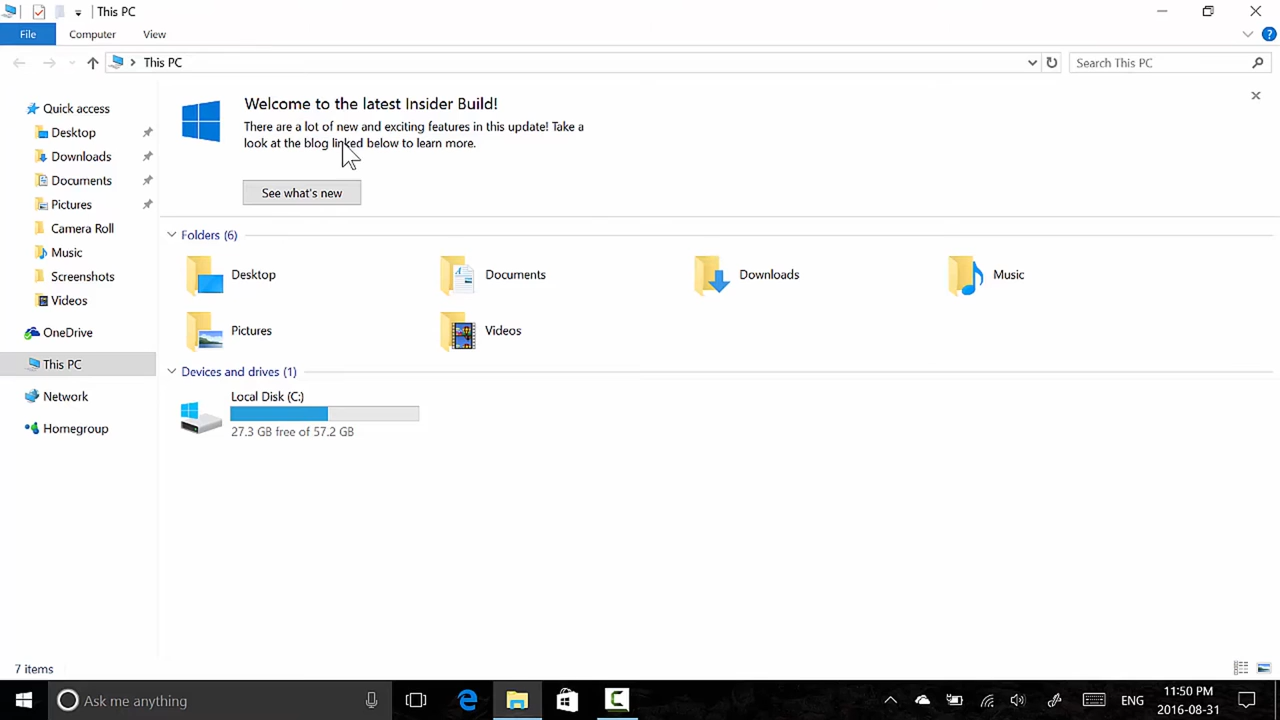 This PC
File
Computer
View
This PC
Search This PC
Quick access
Desktop
Downloads
Documents
Pictures
Camera Roll
Music
Screenshots
Videos
OneDrive
This PC
Network
Homegroup
Welcome to the latest Insider Build!
There are a lot of new and exciting features in this update! Take a
look at the blog linked below to learn more.
See what's new
Folders (6)
Desktop
Documents
Downloads
Music
Pictures
Videos
Devices and drives (1)
Local Disk (C:)
27.3 GB free of 57.2 GB
7 items
Ask me anything
ENG
11:50 PM
2016-08-31